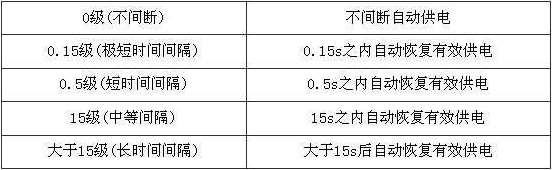 0级(不间断) 不间断自动供电
0.15级(极短时间间隔) 0.15s之内自动恢复有效供电
0.5级(短时间间隔) 0.5s之内自动恢复有效供电
15级(中等间隔) 15s之内自动恢复有效供电
大于15级(长时间间隔) 大于15s后自动恢复有效供电